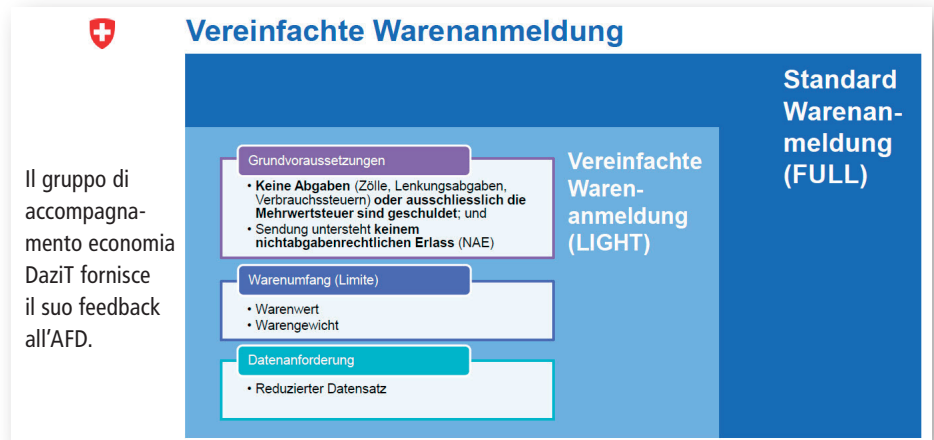 Vereinfachte Warenanmeldung
Il gruppo di
accompagna-
mento economia
DaziT fornisce
il suo feedback
all'AFD.
Grundvoraussetzungen
• Keine Abgaben (Zölle, Lenkungsabgaben,
Verbrauchssteuern) oder ausschliesslich die
Mehrwertsteuer sind geschuldet; und
• Sendung untersteht keinem
nichtabgabenrechtlichen Erlass (NAE)
Warenumfang (Limite)
• Warenwert
• Warengewicht
Datenanforderung
• Reduzierter Datensatz
Vereinfachte
Waren-
anmeldung
(LIGHT)
Standard
Warenan-
meldung
(FULL)